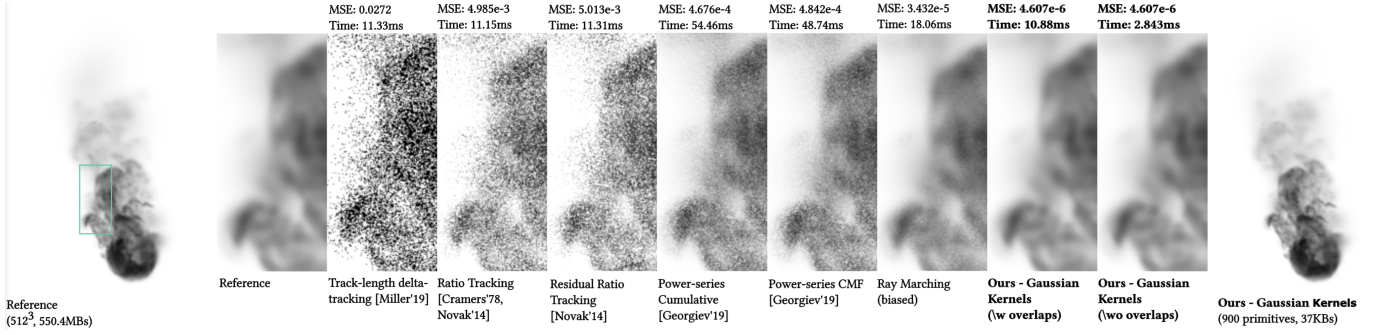 MSE: 0.0272
Time: 11.33ms
MSE: 4.985e-3
Time: 11.15ms
MSE: 5.013e-3
Time: 11.31ms
MSE: 4.676e-4
Time: 54.46ms
MSE: 4.842e-4
Time: 48.74ms
MSE: 3.432e-5
Time: 18.06ms
MSE: 4.607e-6
Time: 10.88ms
MSE: 4.607e-6
Time: 2.843ms
Reference
(512³, 550.4MBs)
Reference
Track-length delta-
tracking [Miller'19]
Ratio Tracking
[Cramers'78,
Novak'14]
Residual Ratio
Tracking
[Novak'14]
Power-series
Cumulative
[Georgiev'19]
Power-series CMF
[Georgiev'19]
Ray Marching
(biased)
Ours - Gaussian
Kernels
(\w overlaps)
Ours - Gaussian
Kernels
(\wo overlaps)
Ours - Gaussian Kernels
(900 primitives, 37KBs)